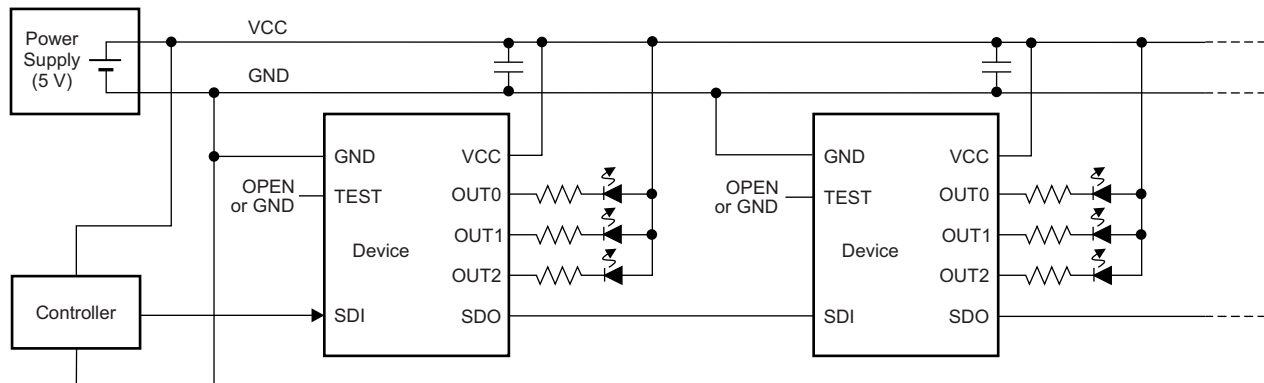 Power
Supply
(5 V)
VCC
GND
GND
VCC
OPEN
or GND
TEST
OUT0
OUT1
Device
OUT2
SDI
SDO
GND
VCC
OPEN
or GND
TEST
OUT0
OUT1
Device
OUT2
SDI
SDO
Controller